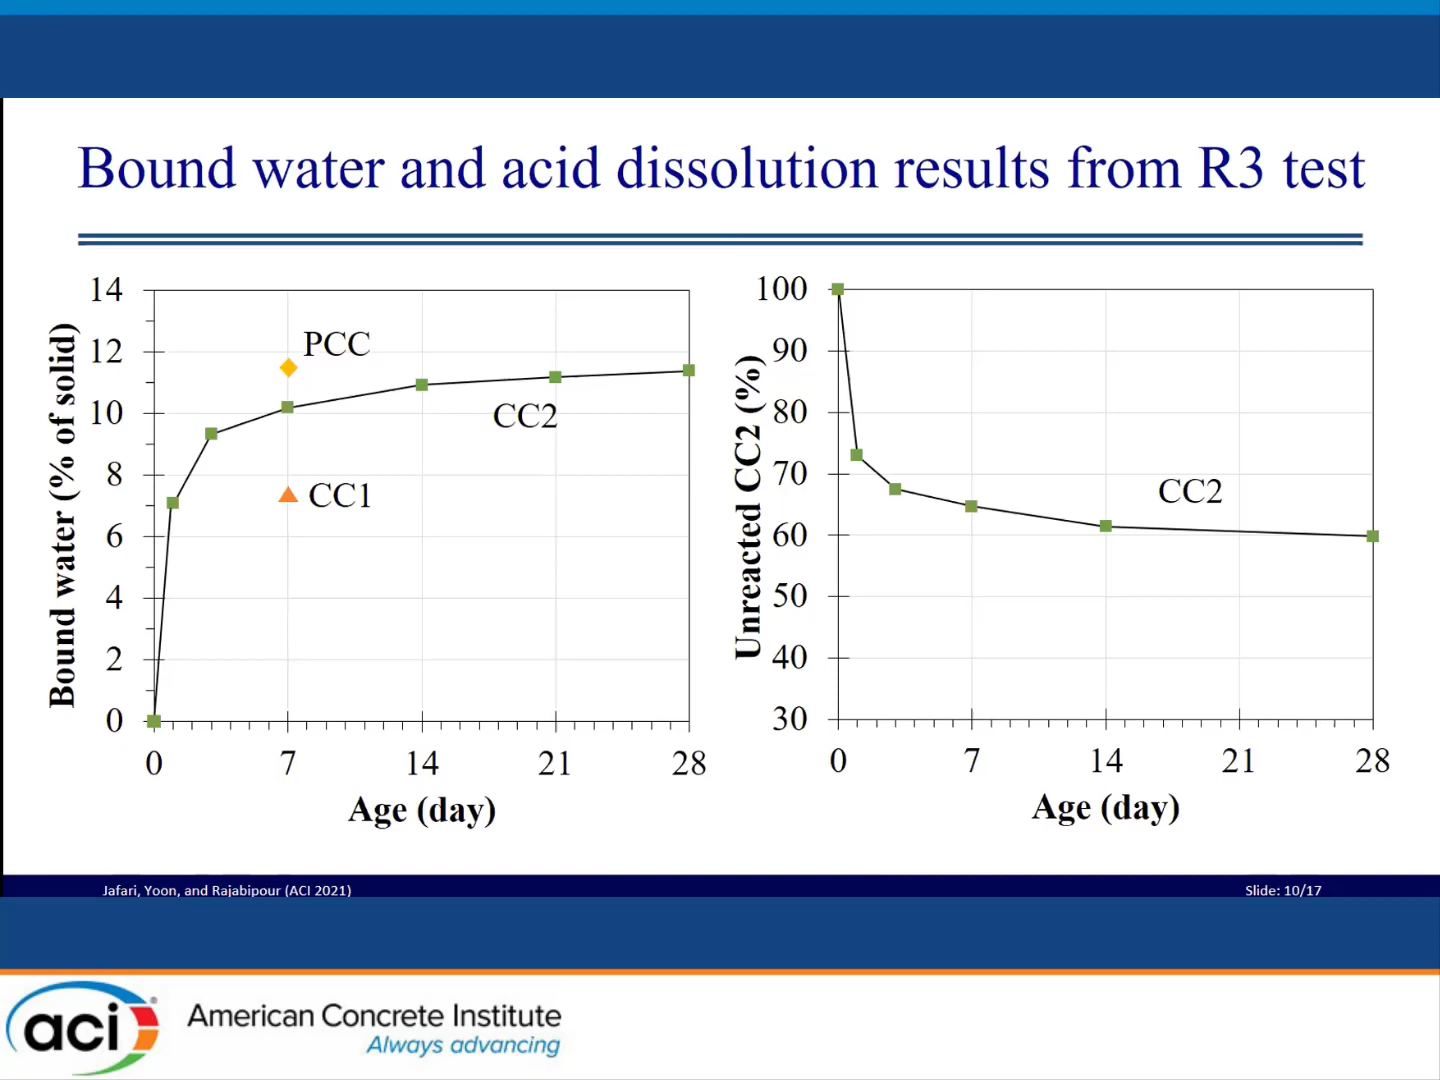 Bound water and acid dissolution results from R3 test
14
12
10
8
6
4
2
0
Bound water (% of solid)
PCC
CC2
CC1
0 7 14 21 28
Age (day)
100
90
80
70
60
50
40
30
Unreacted CC2 (%)
CC2
0 7 14 21 28
Age (day)
Jafari, Yoon, and Rajabipour (ACI 2021)
Slide: 10/17
aci
American Concrete Institute
Always advancing